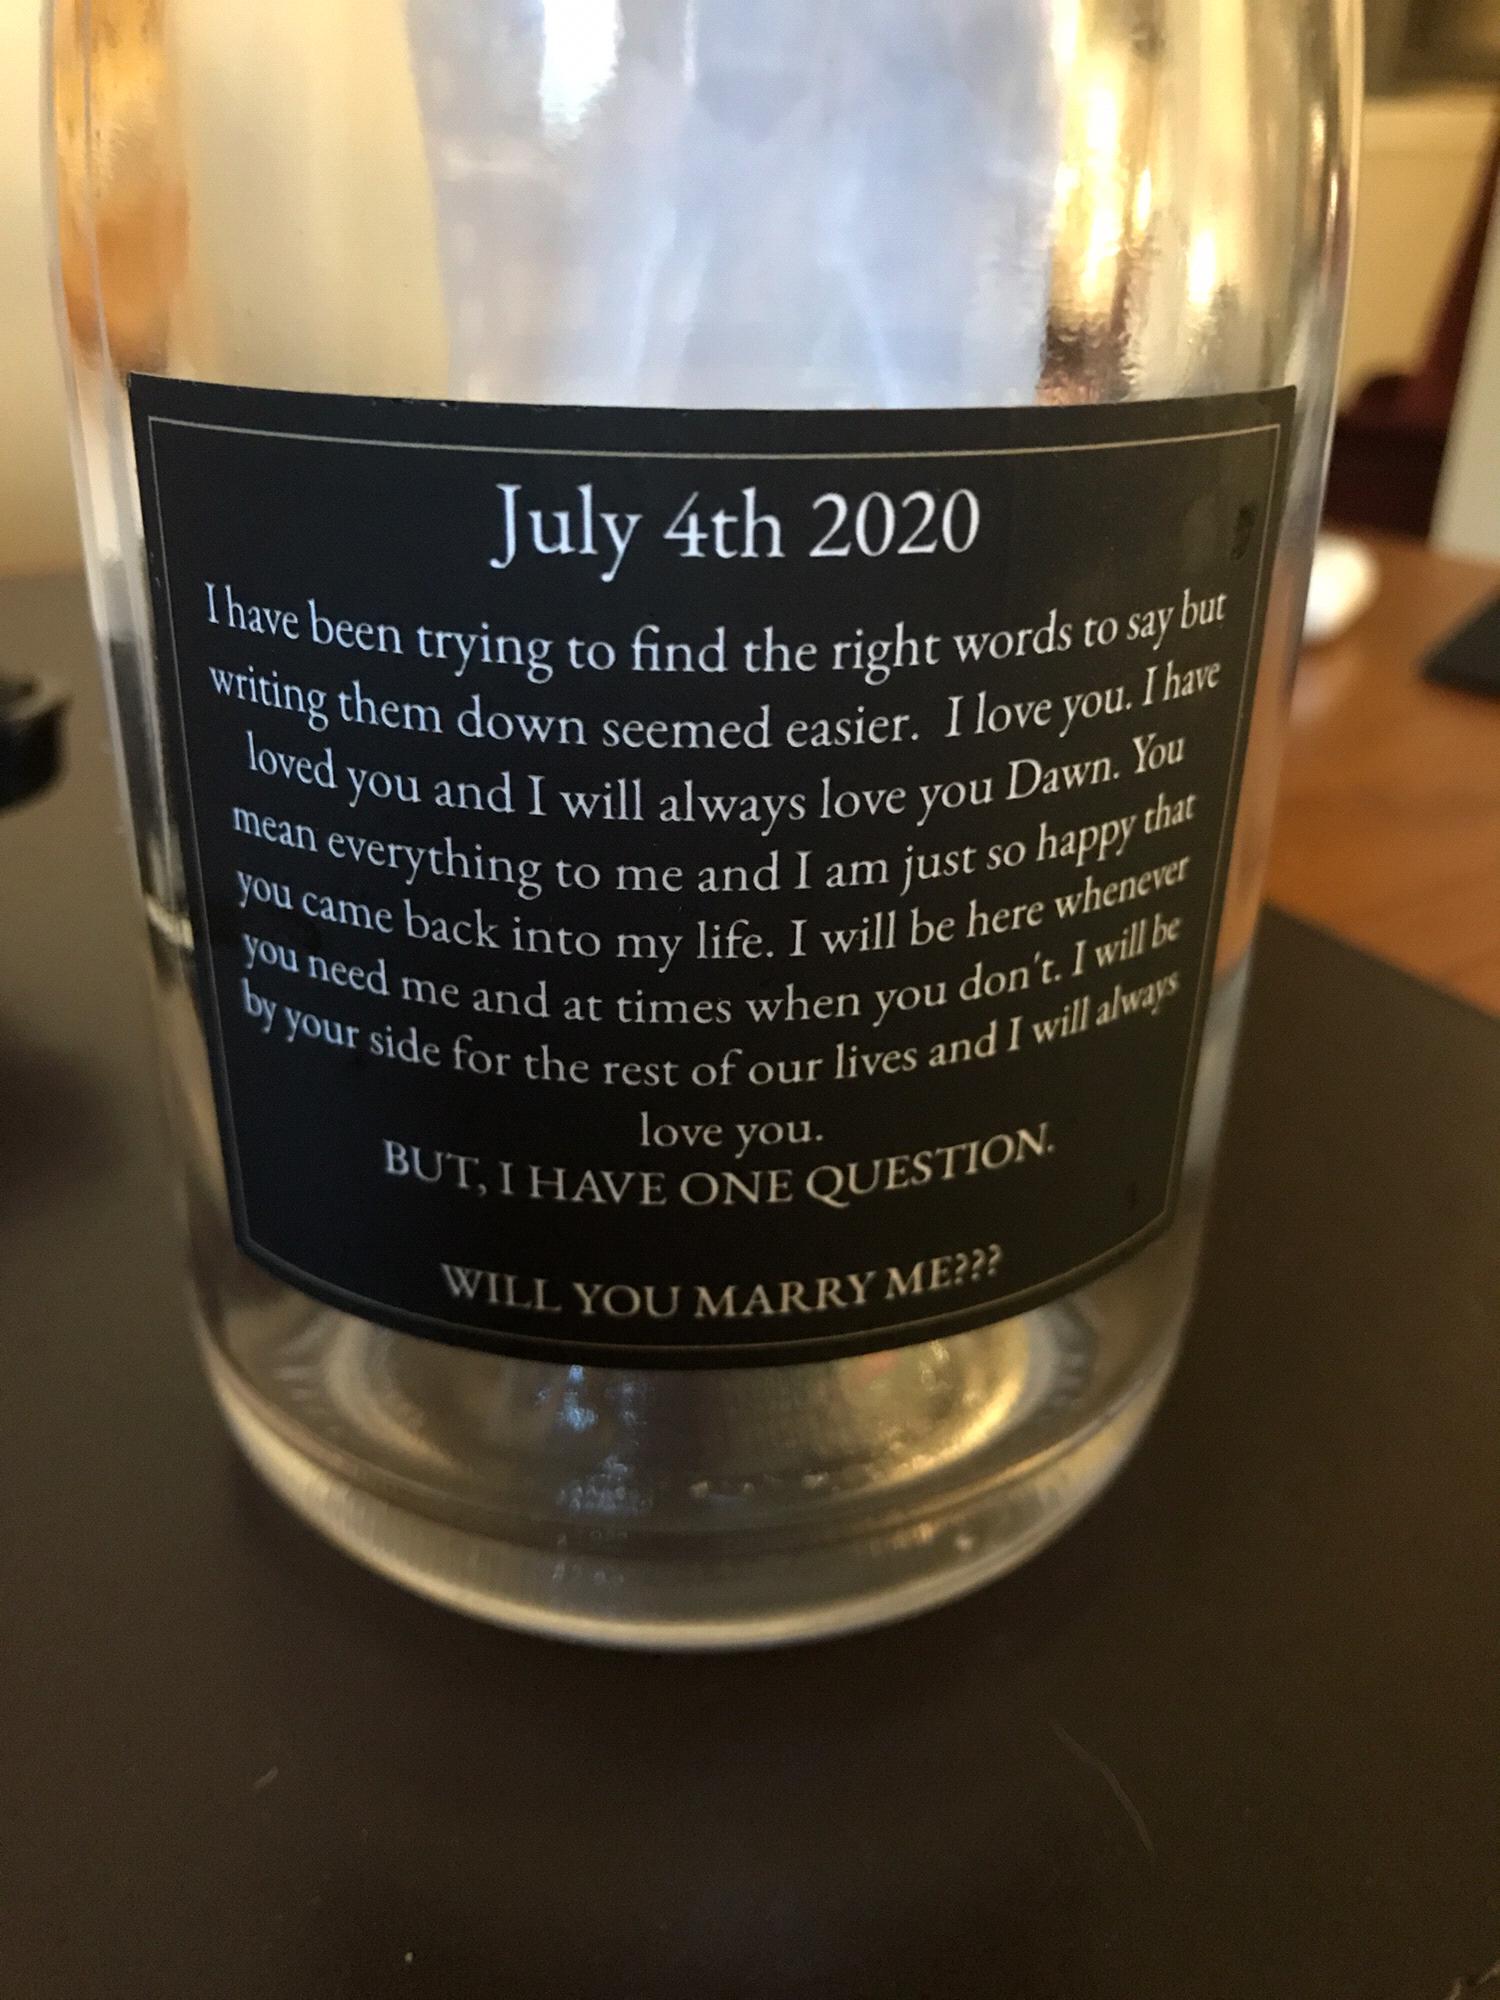 July 4th 2020
I have been trying to find the right words to say but
writing them down seemed easier. I love you. I have
loved you and I will always love you Dawn. You
mean everything to me and I am just so happy that
you came back into my life. I will be here whenever
you need me and at times when you don't. I will be
by your side for the rest of our lives and I will always
love you.
BUT, I HAVE ONE QUESTION.
WILL YOU MARRY ME???